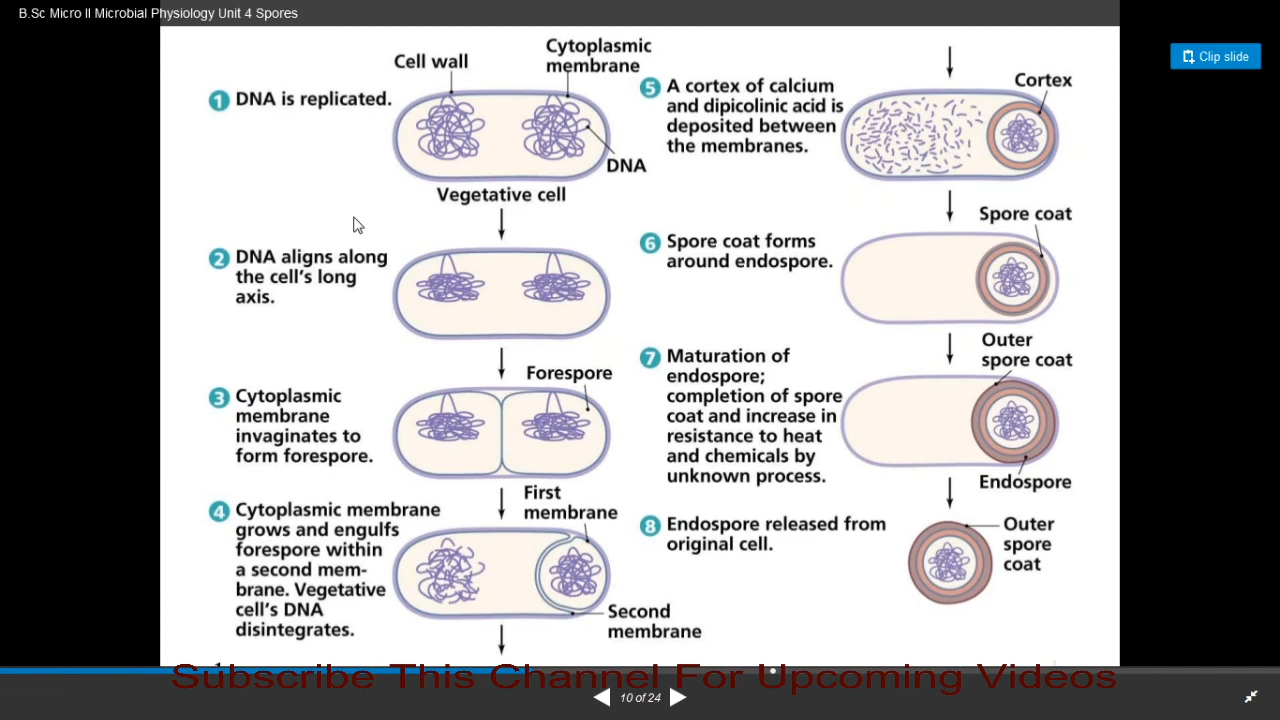 B.Sc Micro II Microbial Physiology Unit 4 Spores
Clip slide
Cell wall
Cytoplasmic
membrane
1 DNA is replicated.
DNA
Vegetative cell
2 DNA aligns along
the cell's long
axis.
Forespore
3 Cytoplasmic
membrane
invaginates to
form forespore.
First
membrane
4 Cytoplasmic membrane
grows and engulfs
forespore within
a second mem-
brane. Vegetative
cell's DNA
disintegrates.
Second
membrane
5 A cortex of calcium
and dipicolinic acid is
deposited between
the membranes.
Cortex
Spore coat
6 Spore coat forms
around endospore.
Outer
spore coat
7 Maturation of
endospore;
completion of spore
coat and increase in
resistance to heat
and chemicals by
unknown process.
Endospore
8 Endospore released from
original cell.
Outer
spore
coat
Subscribe This Channel For Upcoming Videos
10 of 24